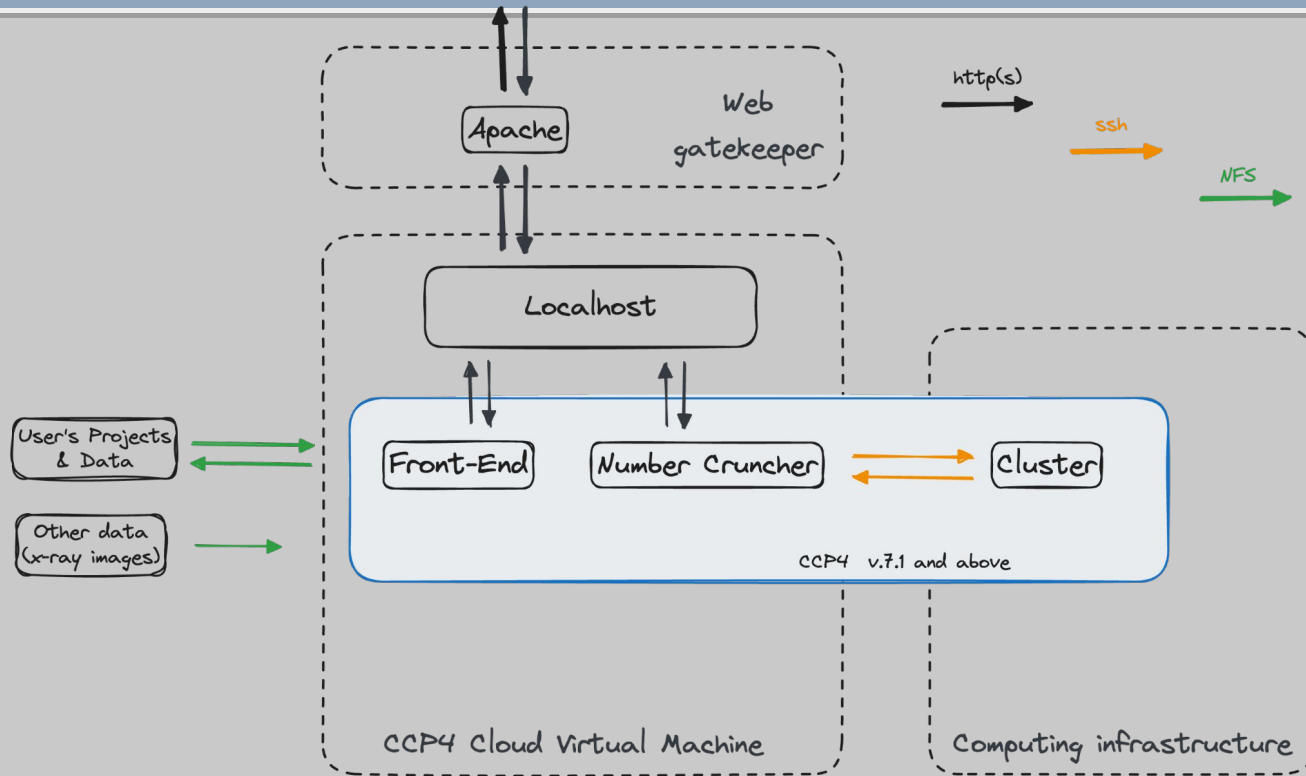 http(s)
ssh
NFS
Web
gatekeeper
Apache
Localhost
User's Projects
& Data
Front-End
Number Cruncher
Cluster
Other data
(x-ray images)
CCP4 v.7.1 and above
CCP4 Cloud Virtual Machine
Computing infrastructure